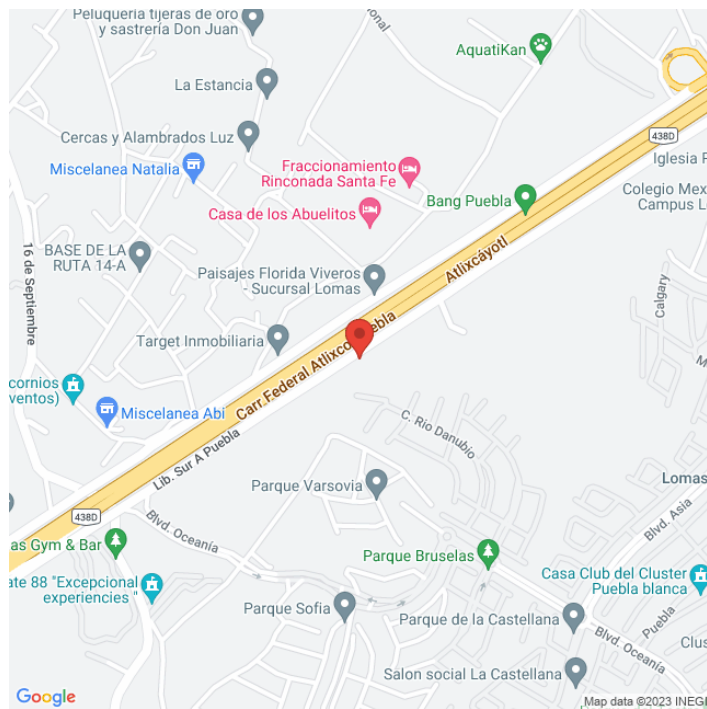 Peluquería tijeras de oro
y sastrería Don Juan
AquatiKan
La Estancia
438D
Cercas y Alambrados Luz
Iglesia
Miscelanea Natalia
Fraccionamiento
Rinconada Santa Fe
Colegio
Campus
Bang Puebla
Casa de los Abuelitos
16 de Septiembre
BASE DE LA
RUTA 14-A
Atlixcáyotl
Paisajes Florida Viveros
- Sucursal Lomas
Calgary
Target Inmobiliaria
Carr Federal Atlixco
Miscelanea Abi
C. Rio Danubio
Lib. Sur A Puebla
Parque Varsovia
Lomas
438D
Blvd. Oceanía
Blvd. Asia
Gym & Bar
Parque Bruselas
88 "Excepcional
experiencies "
Casa Club del Cluster
Puebla blanca
Parque Sofia
Parque de la Castellana
Puebla
Blvd. Oceanía
Salon social La Castellana
Google
Map data ©2023 INEGI